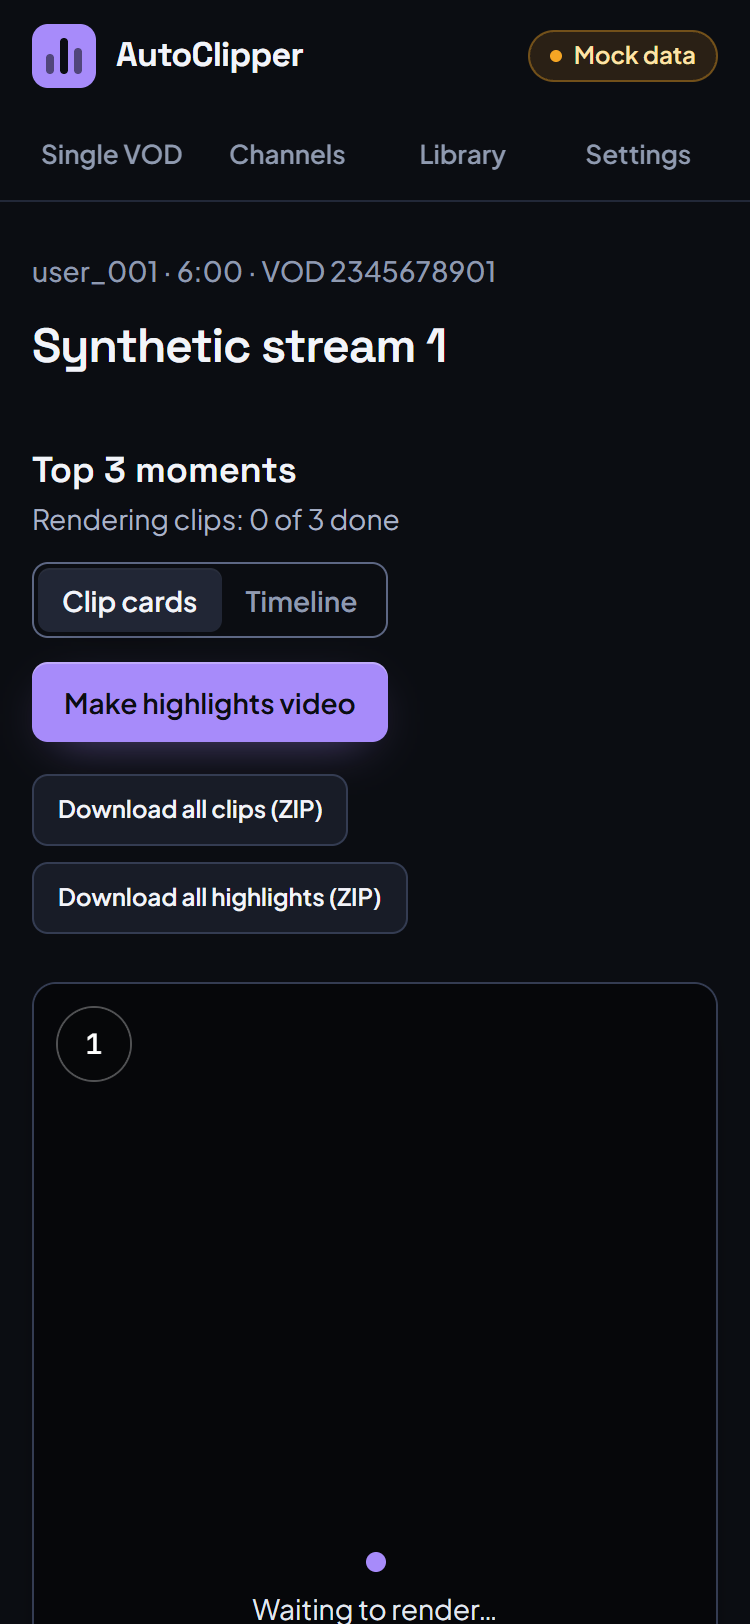 AutoClipper
Mock data
Single VOD Channels Library Settings
user_001 · 6:00 · VOD 2345678901
Synthetic stream 1
Top 3 moments
Rendering clips: 0 of 3 done
Clip cards Timeline
Make highlights video
Download all clips (ZIP)
Download all highlights (ZIP)
1
Waiting to render…